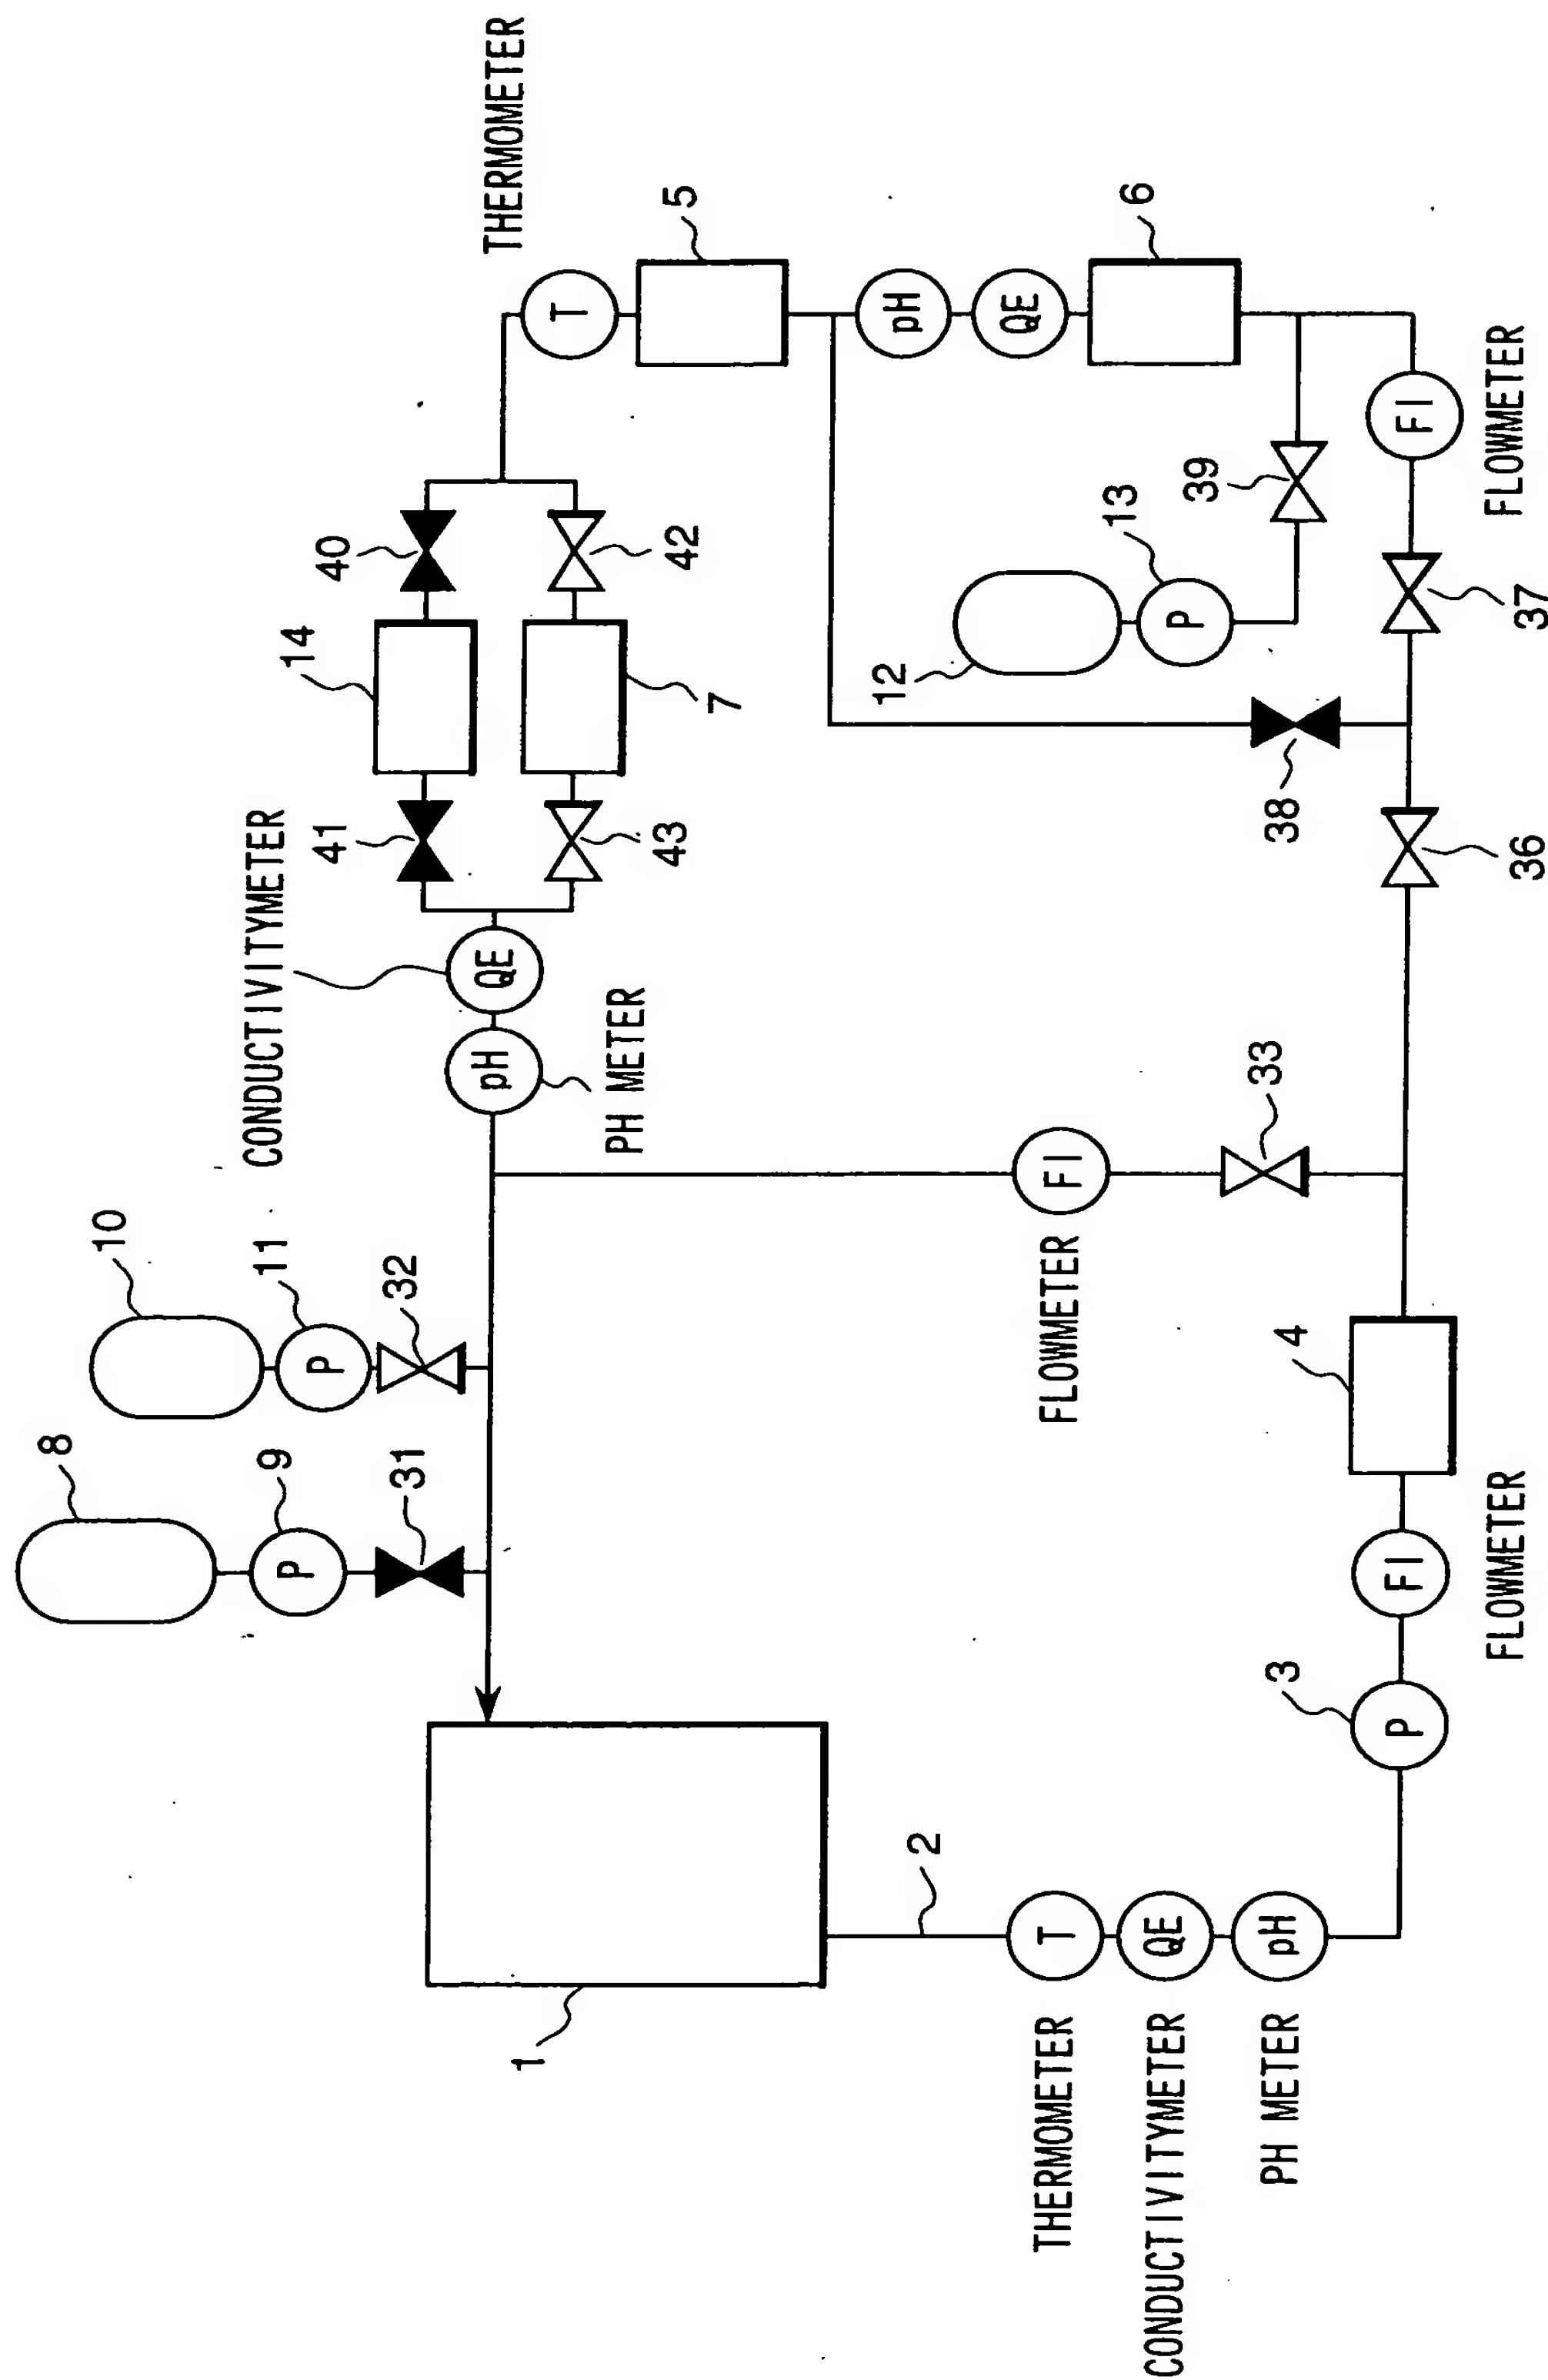 THERMOMETER
5
T
6
pH
QE
FLOWMETER
FI
39
13
P
12
37
40
42
14
7
38
36
41
43
CONDUCTIVITYMETER
QE
pH
PH METER
33
FI
FLOWMETER
10
11
P
32
4
8
9
P
31
FI
FLOWMETER
3
P
2
1
T
QE
pH
THERMOMETER
CONDUCTIVITYMETER
PH METER